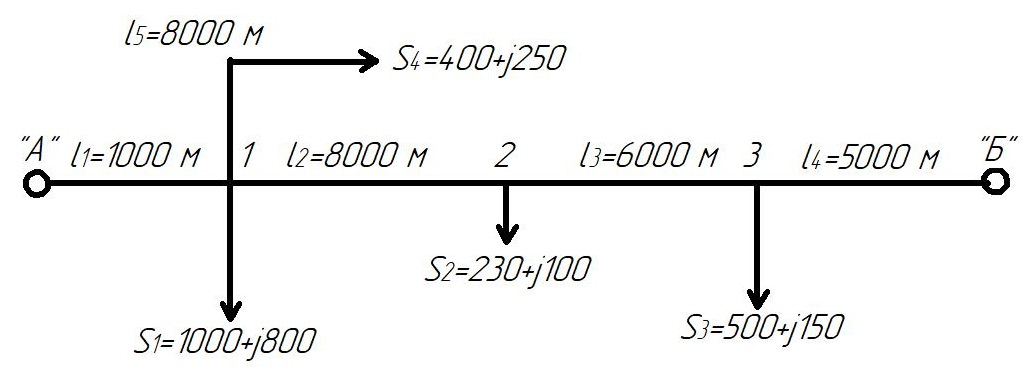 l5=8000 м
S4=400+j250
"А" l1=1000 м 1 l2=8000 м 2 l3=6000 м 3 l4=5000 м "Б"
S2=230+j100
S1=1000+j800
S3=500+j150